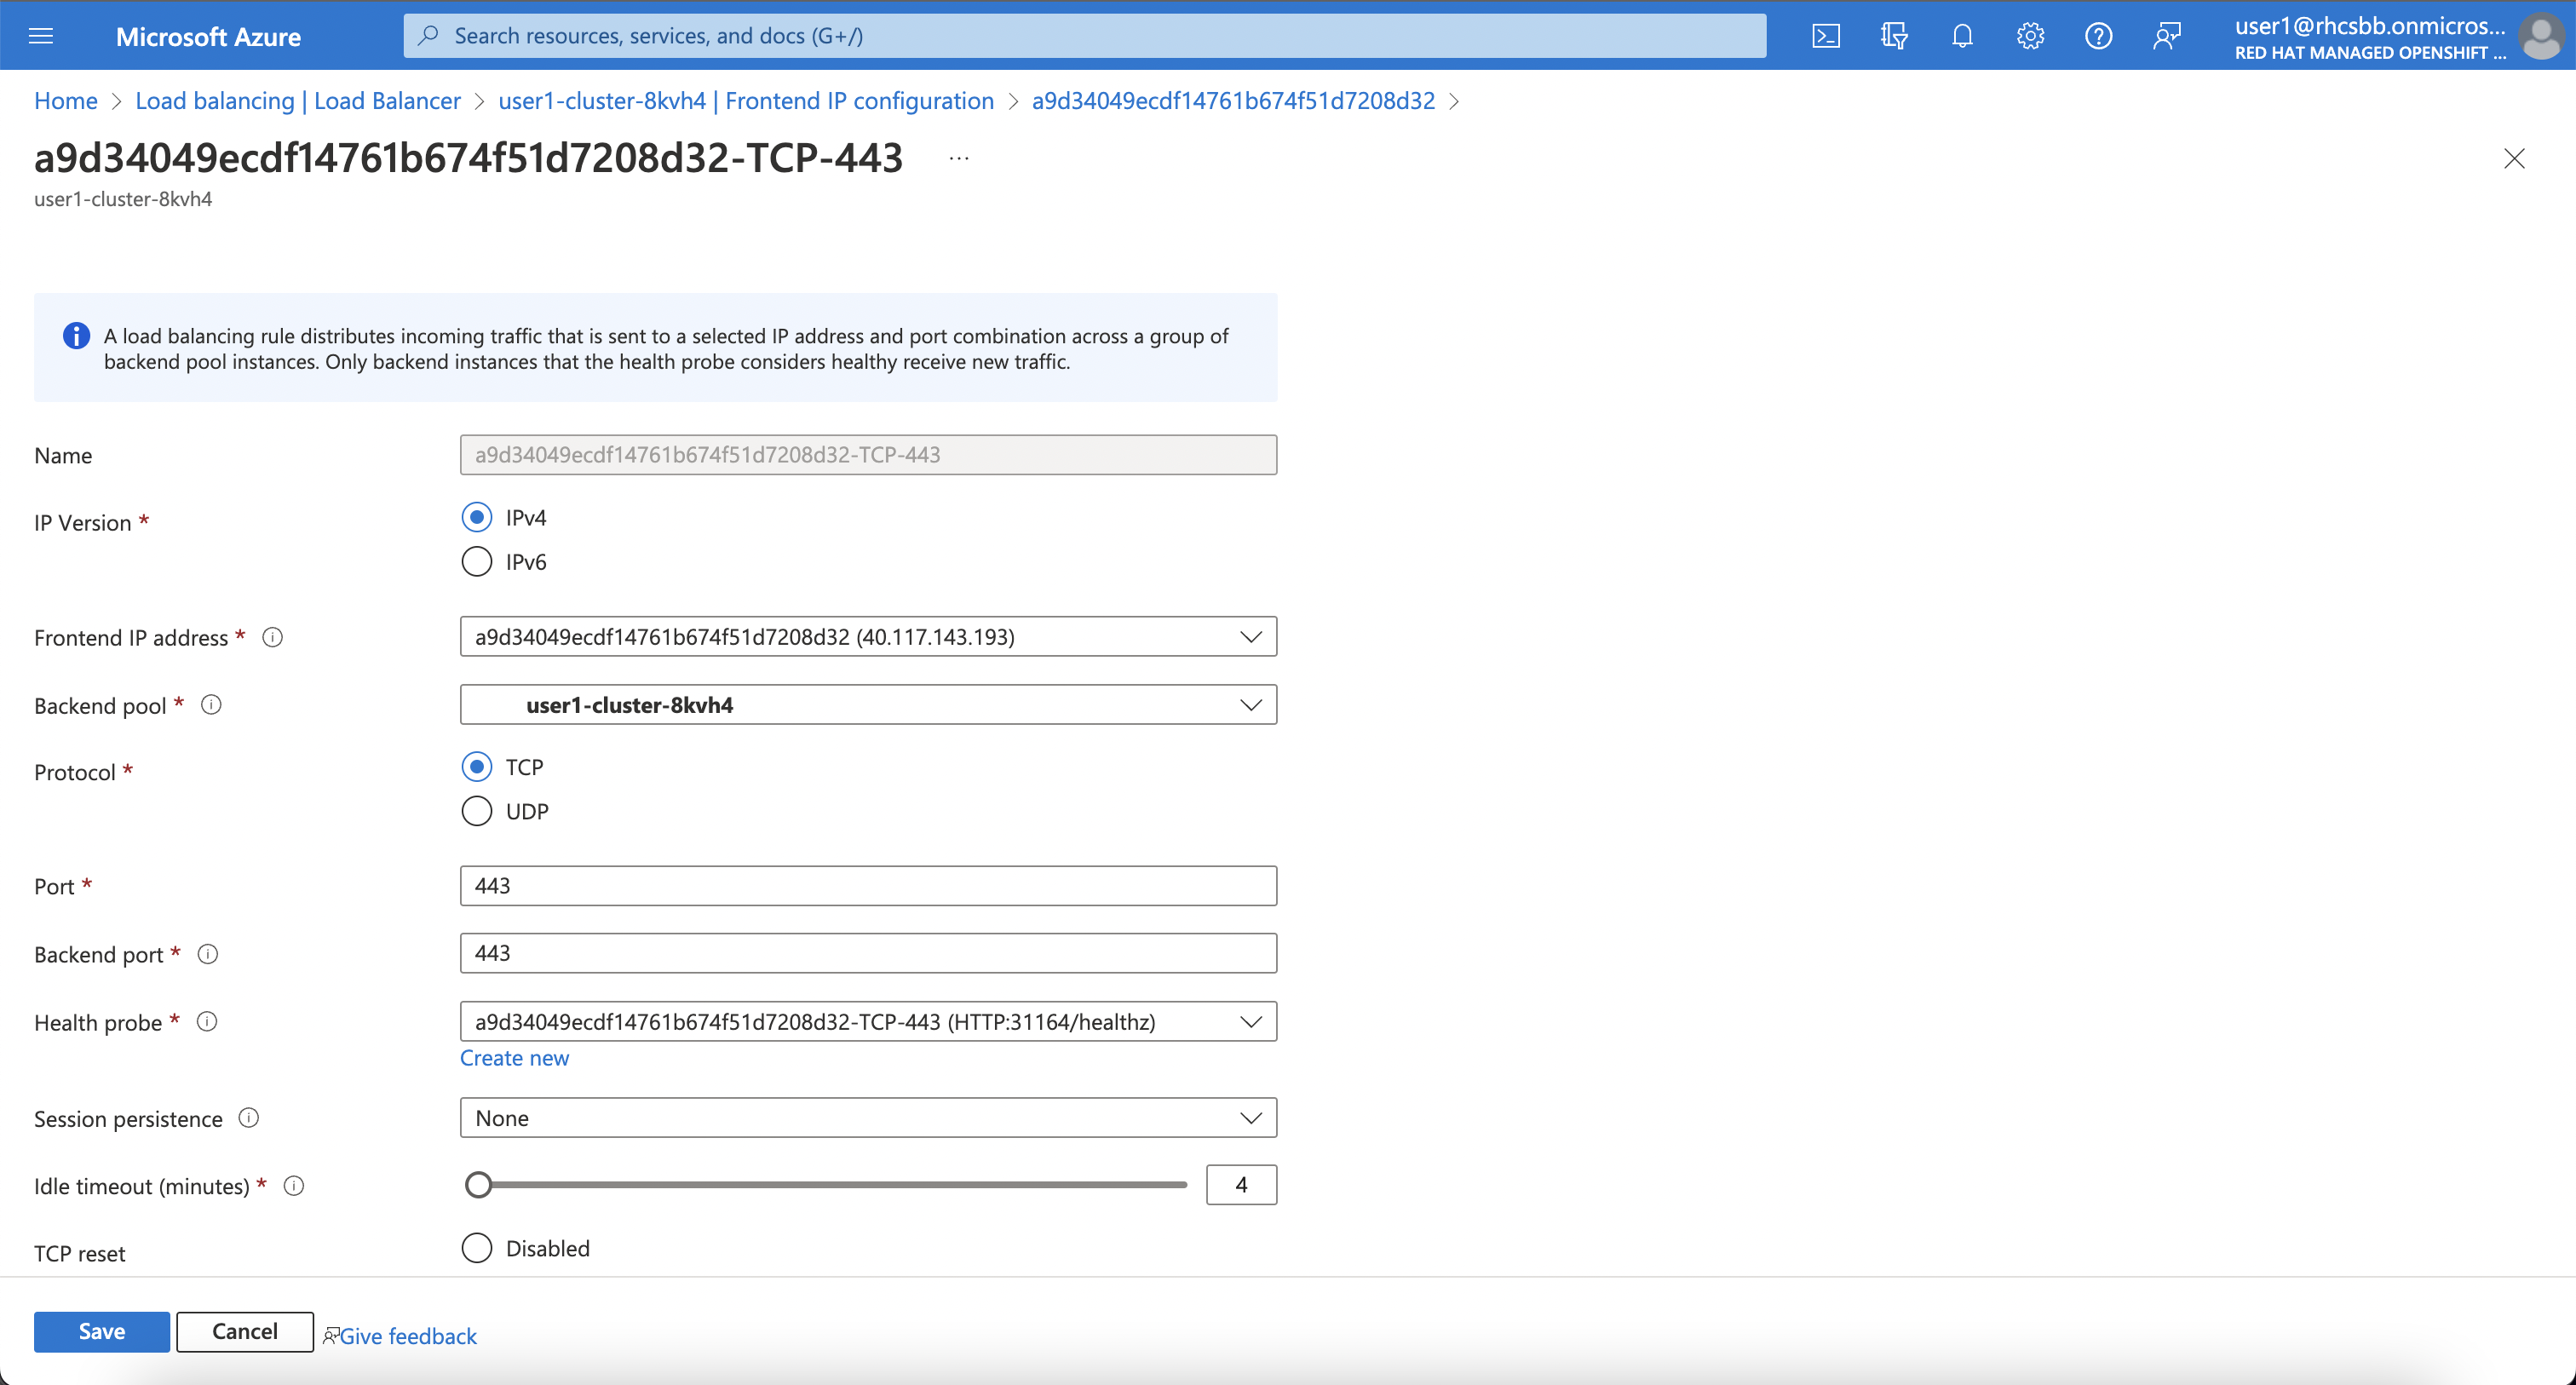 Microsoft Azure
Search resources, services, and docs (G+/)
user1@rhcsbb.onmicros...
RED HAT MANAGED OPENSHIFT ...
Home > Load balancing | Load Balancer > user1-cluster-8kvh4 | Frontend IP configuration > a9d34049ecdf14761b674f51d7208d32 >
a9d34049ecdf14761b674f51d7208d32-TCP-443 ...
user1-cluster-8kvh4
A load balancing rule distributes incoming traffic that is sent to a selected IP address and port combination across a group of
backend pool instances. Only backend instances that the health probe considers healthy receive new traffic.
Name
a9d34049ecdf14761b674f51d7208d32-TCP-443
IP Version *
IPv4
IPv6
Frontend IP address *
a9d34049ecdf14761b674f51d7208d32 (40.117.143.193)
Backend pool *
user1-cluster-8kvh4
Protocol *
TCP
UDP
Port *
443
Backend port *
443
Health probe *
a9d34049ecdf14761b674f51d7208d32-TCP-443 (HTTP:31164/healthz)
Create new
Session persistence
None
Idle timeout (minutes) *
4
TCP reset
Disabled
Save
Cancel
Give feedback